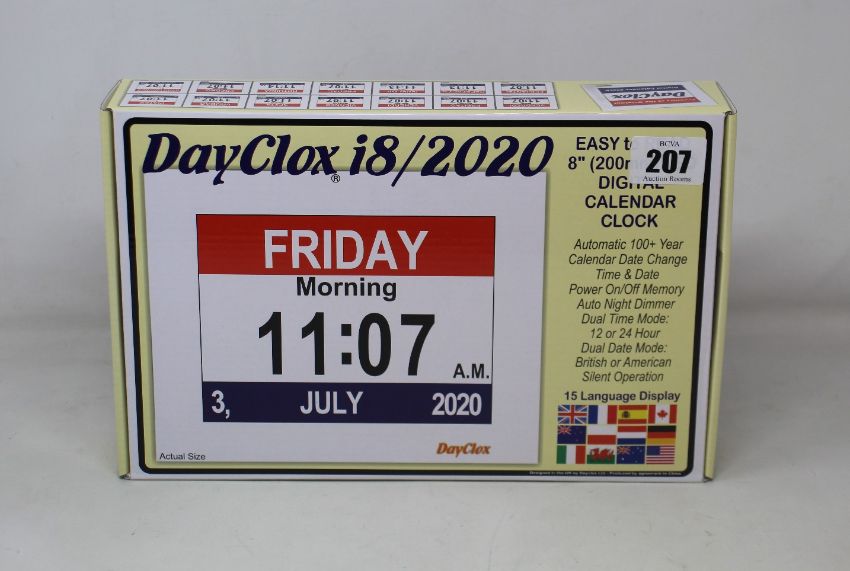 DayClox i8/2020
®
EASY to
8" (200m
DIGITAL
CALENDAR
CLOCK
BCVA
207
Auction Rooms
FRIDAY
Morning
11:07
A.M.
3, JULY 2020
DayClox
Actual Size
Automatic 100+ Year
Calendar Date Change
Time & Date
Power On/Off Memory
Auto Night Dimmer
Dual Time Mode:
12 or 24 Hour
Dual Date Mode:
British or American
Silent Operation
15 Language Display